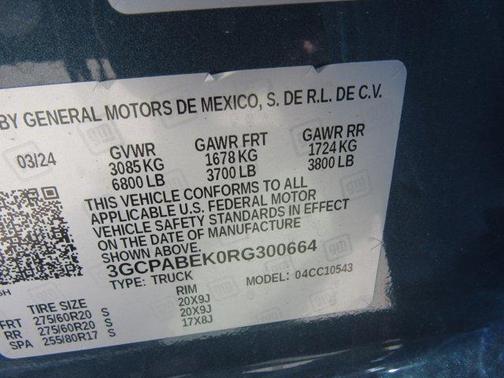 BY GENERAL MOTORS DE MEXICO, S. DE R.L. DE C.V.
03/24 GVWR GAWR FRT GAWR RR
3085 KG 1678 KG 1724 KG
6800 LB 3700 LB 3800 LB
THIS VEHICLE CONFORMS TO ALL
APPLICABLE U.S. FEDERAL MOTOR
VEHICLE SAFETY STANDARDS IN EFFECT
ON THE DATE OF MANUFACTURE
SHOWN ABOVE.
3GCPABEK0RG300664
TYPE: TRUCK MODEL: 04CC10543
TIRE SIZE RIM
FRT 275/60R20 S 20X9J
RR 275/60R20 S 20X9J
SPA 255/80R17 S 17X8J